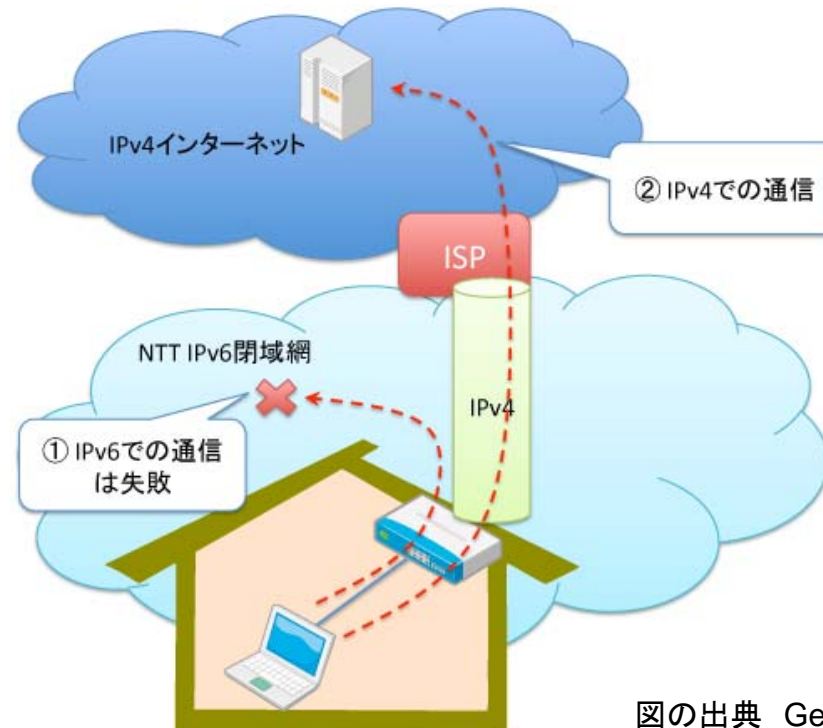 IPv4インターネット
② IPv4での通信
ISP
NTT IPv6閉域網
IPv4
① IPv6での通信
は失敗
図の出典 Ge